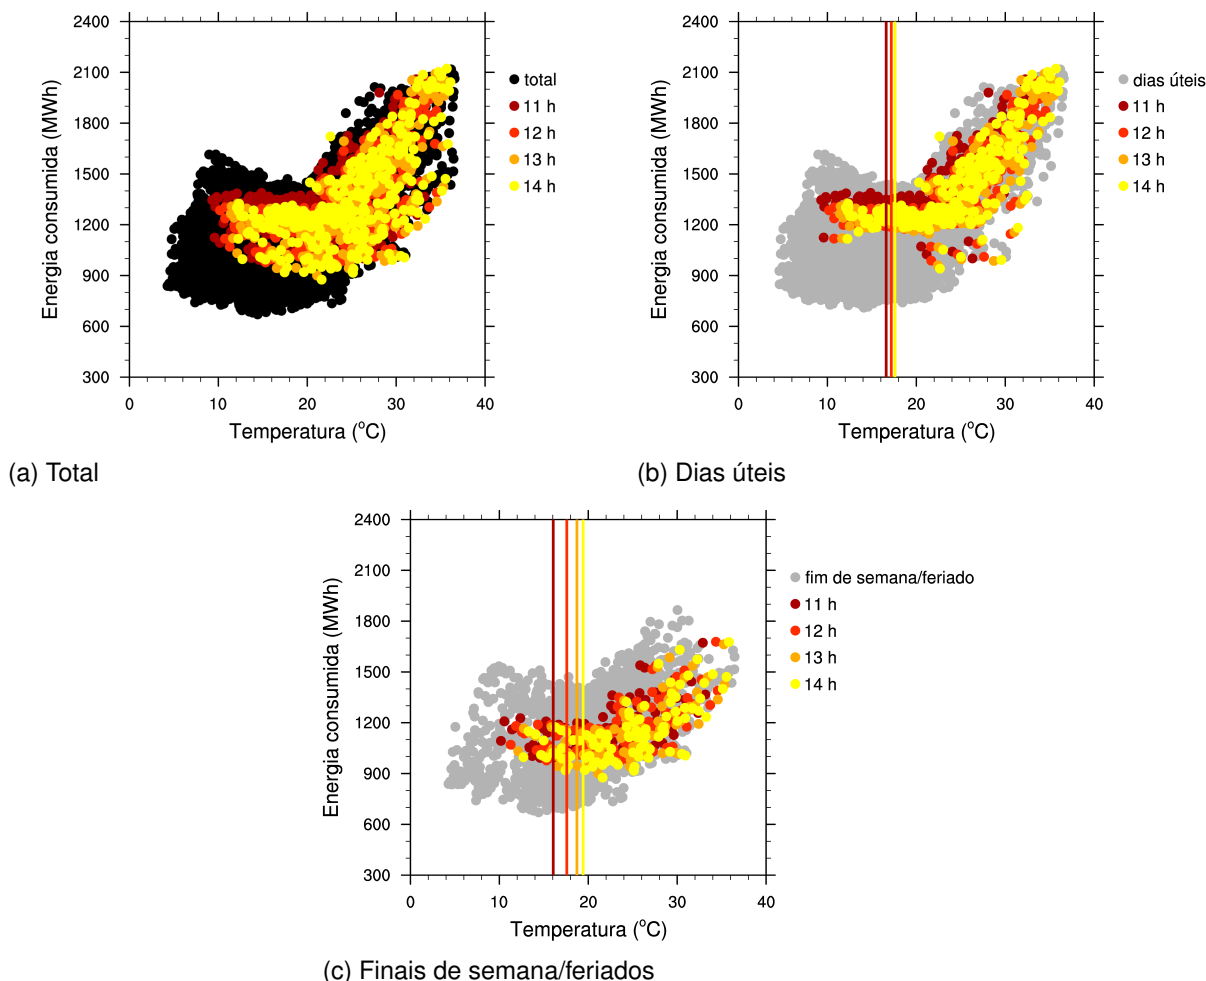 2400
2100
1800
1500
1200
900
600
300
0
10
20
30
40
Energia consumida (MWh)
Temperatura (°C)
total
11 h
12 h
13 h
14 h
(a) Total
2400
2100
1800
1500
1200
900
600
300
0
10
20
30
40
Energia consumida (MWh)
Temperatura (°C)
dias úteis
11 h
12 h
13 h
14 h
(b) Dias úteis
2400
2100
1800
1500
1200
900
600
300
0
10
20
30
40
Energia consumida (MWh)
Temperatura (°C)
fim de semana/feriado
11 h
12 h
13 h
14 h
(c) Finais de semana/feriados